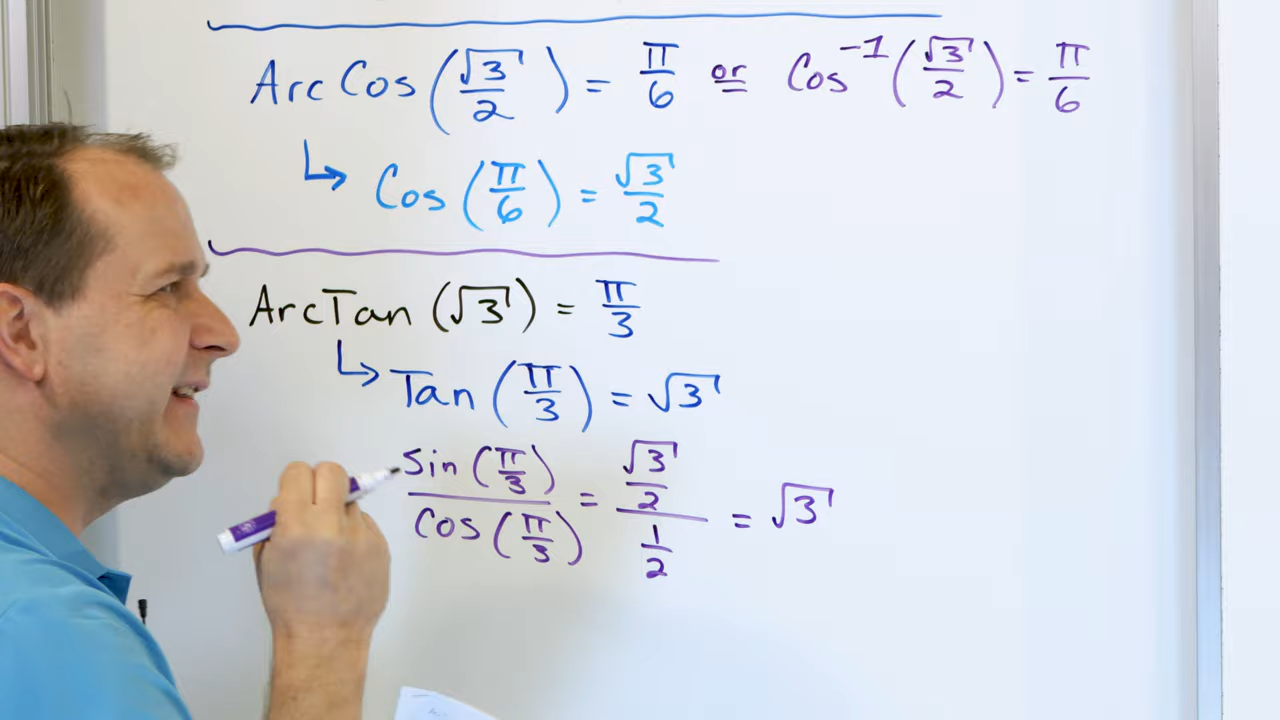 ArcCos(√3/2) = π/6 or Cos⁻¹(√3/2) = π/6
↳ Cos(π/6) = √3/2
ArcTan(√3) = π/3
↳ Tan(π/3) = √3
sin(π/3)/cos(π/3) = (√3/2)/(1/2) = √3